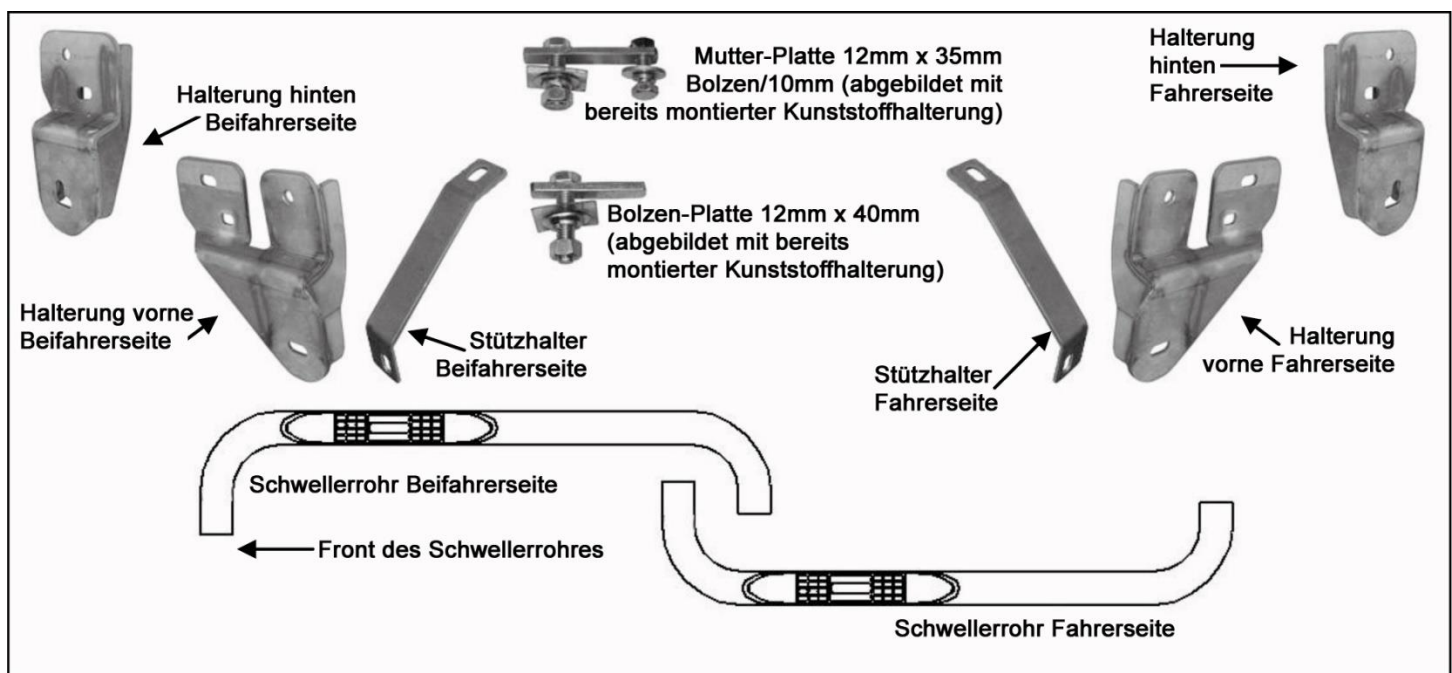 Halterung hinten
Beifahrerseite
Mutter-Platte 12mm x 35mm
Bolzen/10mm (abgebildet mit
bereits montierter Kunststoffhalterung)
Halterung
hinten
Fahrerseite
Bolzen-Platte 12mm x 40mm
(abgebildet mit bereits
montierter Kunststoffhalterung)
Halterung vorne
Beifahrerseite
Stützhalter
Beifahrerseite
Stützhalter
Fahrerseite
Halterung
vorne Fahrerseite
Schwellerrohr Beifahrerseite
Front des Schwellerrohres
Schwellerrohr Fahrerseite